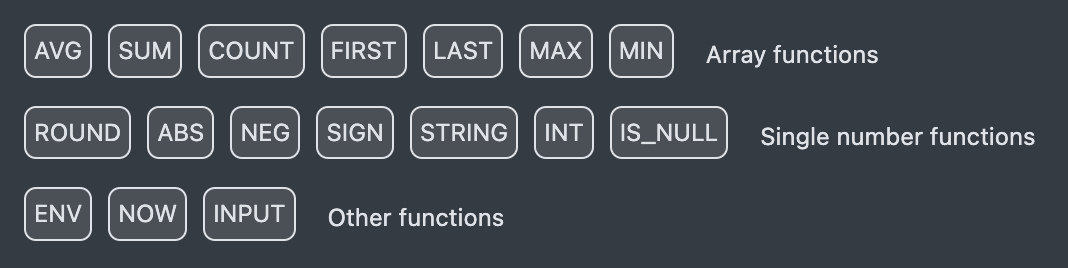 AVG SUM COUNT FIRST LAST MAX MIN Array functions
ROUND ABS NEG SIGN STRING INT IS_NULL Single number functions
ENV NOW INPUT Other functions